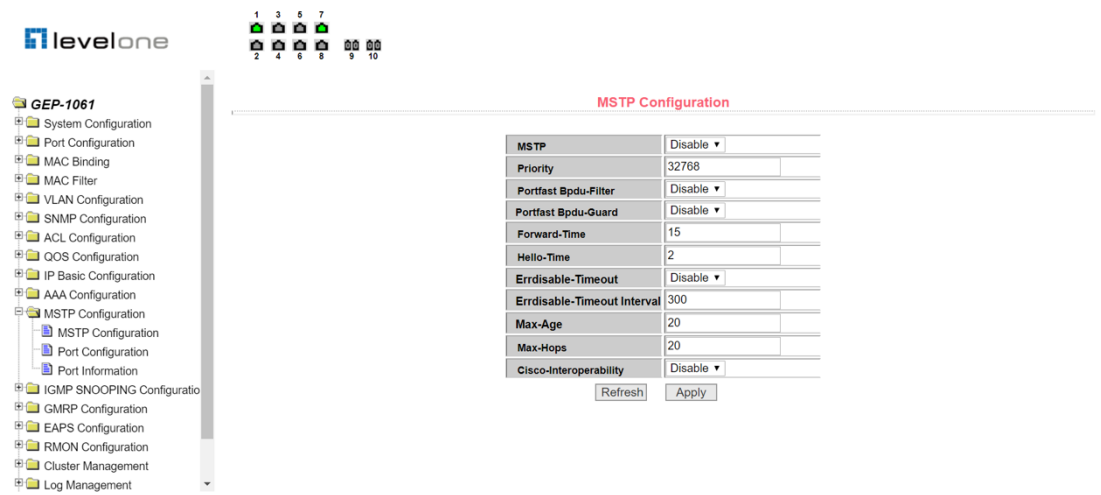 levelone
1 3 5 7
2 4 6 8 9 10
GEP-1061
System Configuration
Port Configuration
MAC Binding
MAC Filter
VLAN Configuration
SNMP Configuration
ACL Configuration
QOS Configuration
IP Basic Configuration
AAA Configuration
MSTP Configuration
MSTP Configuration
Port Configuration
Port Information
IGMP SNOOPING Configuratio
GMRP Configuration
EAPS Configuration
RMON Configuration
Cluster Management
Log Management
MSTP Configuration
MSTP Disable
Priority 32768
Portfast Bpdu-Filter Disable
Portfast Bpdu-Guard Disable
Forward-Time 15
Hello-Time 2
Errdisable-Timeout Disable
Errdisable-Timeout Interval 300
Max-Age 20
Max-Hops 20
Cisco-Interoperability Disable
Refresh Apply